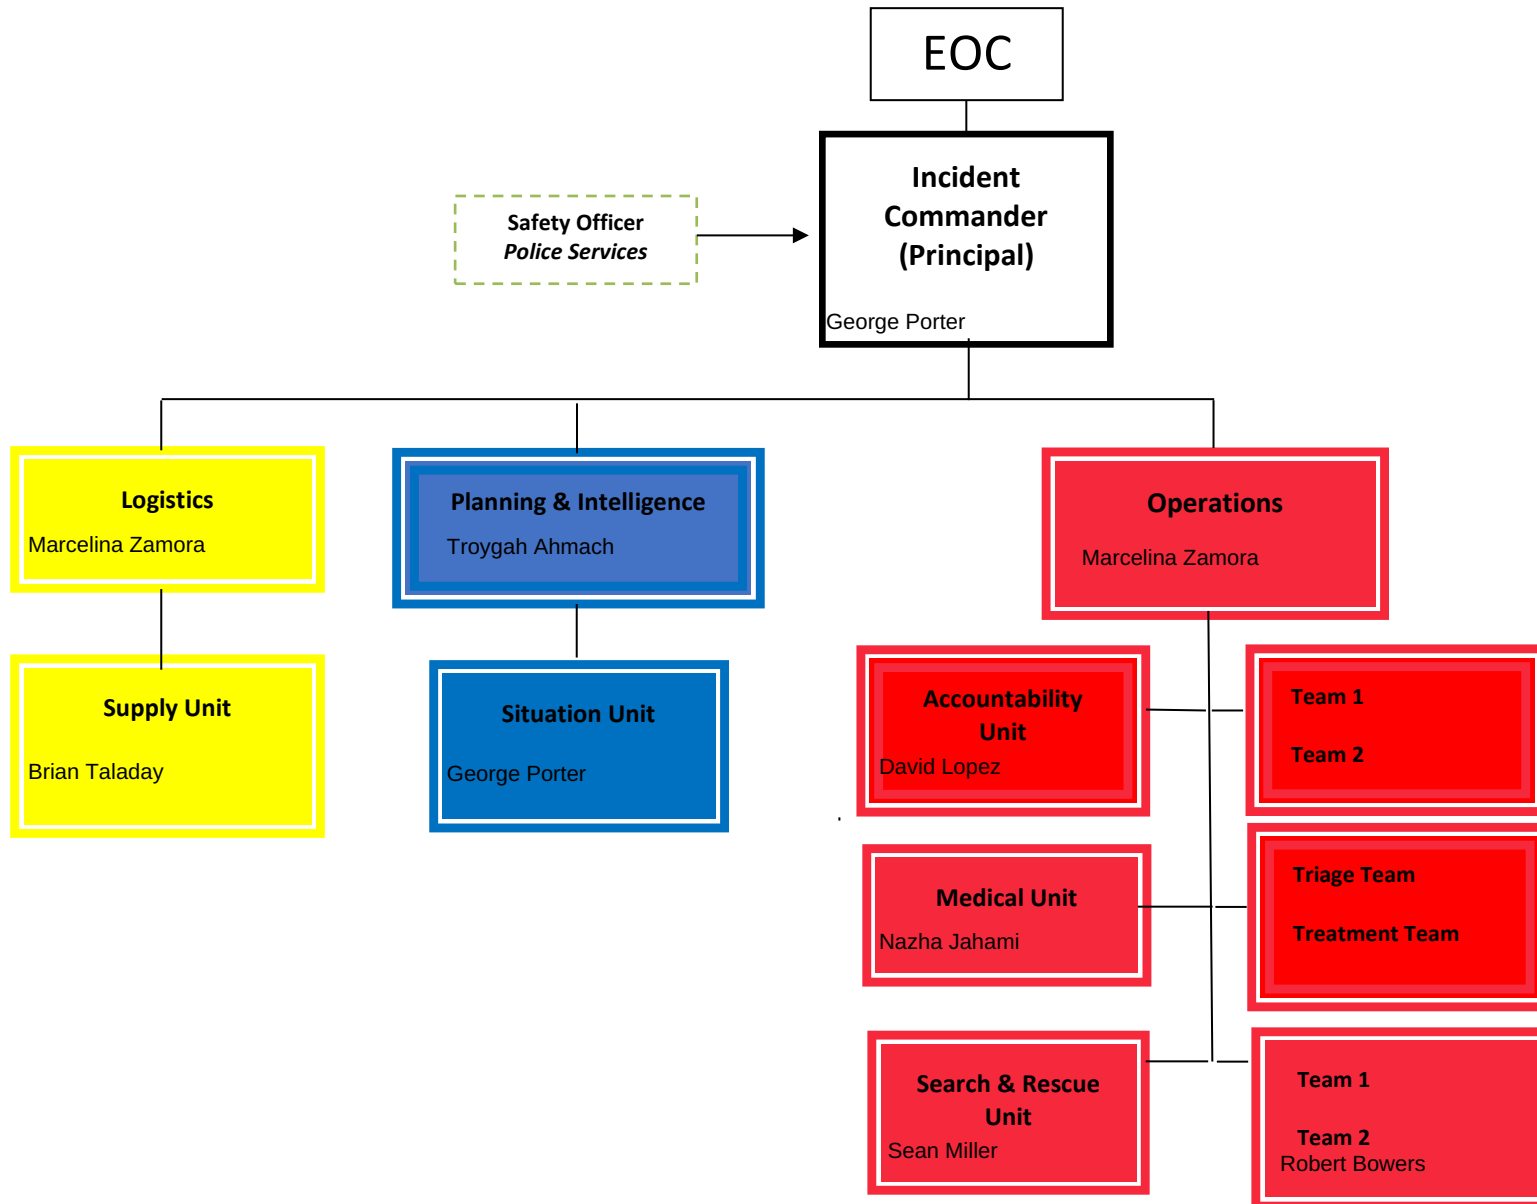 EOC
Incident
Commander
(Principal)
George Porter
Safety Officer
Police Services
Logistics
Marcelina Zamora
Planning & Intelligence
Troygah Ahmach
Operations
Marcelina Zamora
Supply Unit
Brian Taladay
Situation Unit
George Porter
Accountability
Unit
David Lopez
Team 1
Team 2
Medical Unit
Nazha Jahami
Triage Team
Treatment Team
Search & Rescue
Unit
Sean Miller
Team 1
Team 2
Robert Bowers